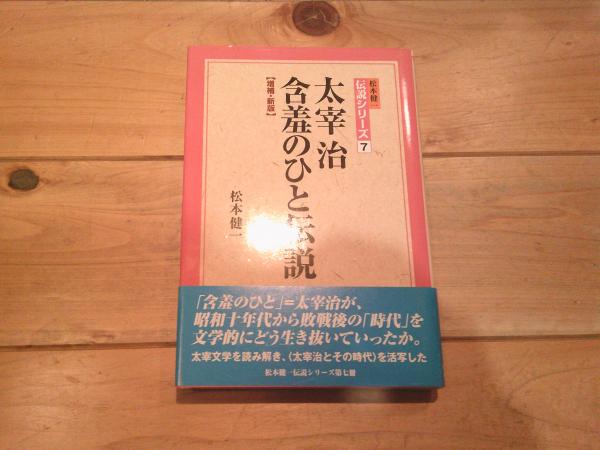 松本健一
伝説シリーズ7
太宰 治
含羞のひと伝説
【増補・新版】
松本健一
「含羞のひと」=太宰治が、
昭和十年代から敗戦後の「時代」を
文学的にどう生き抜いていったか。
太宰文学を読み解き、〈太宰治とその時代〉を活写した
松本健一伝説シリーズ第七冊